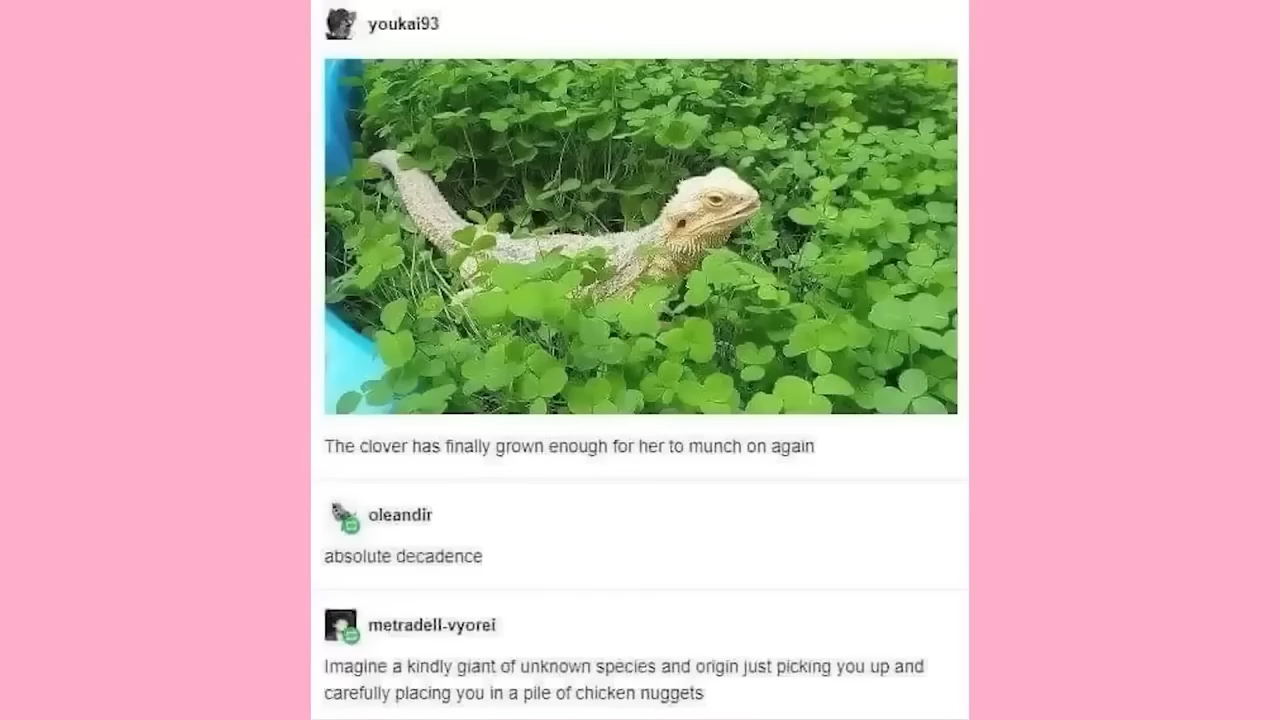 youkai93
The clover has finally grown enough for her to munch on again
oleandir
absolute decadence
metradell-vyorei
Imagine a kindly giant of unknown species and origin just picking you up and
carefully placing you in a pile of chicken nuggets